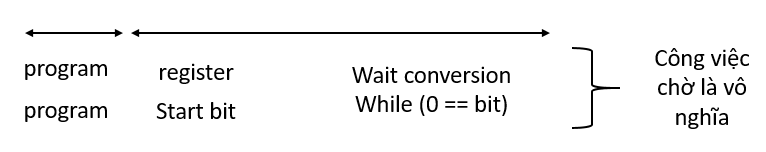 program
register
Wait conversion
program
Start bit
While (0 == bit)
Công việc
chờ là vô
nghĩa